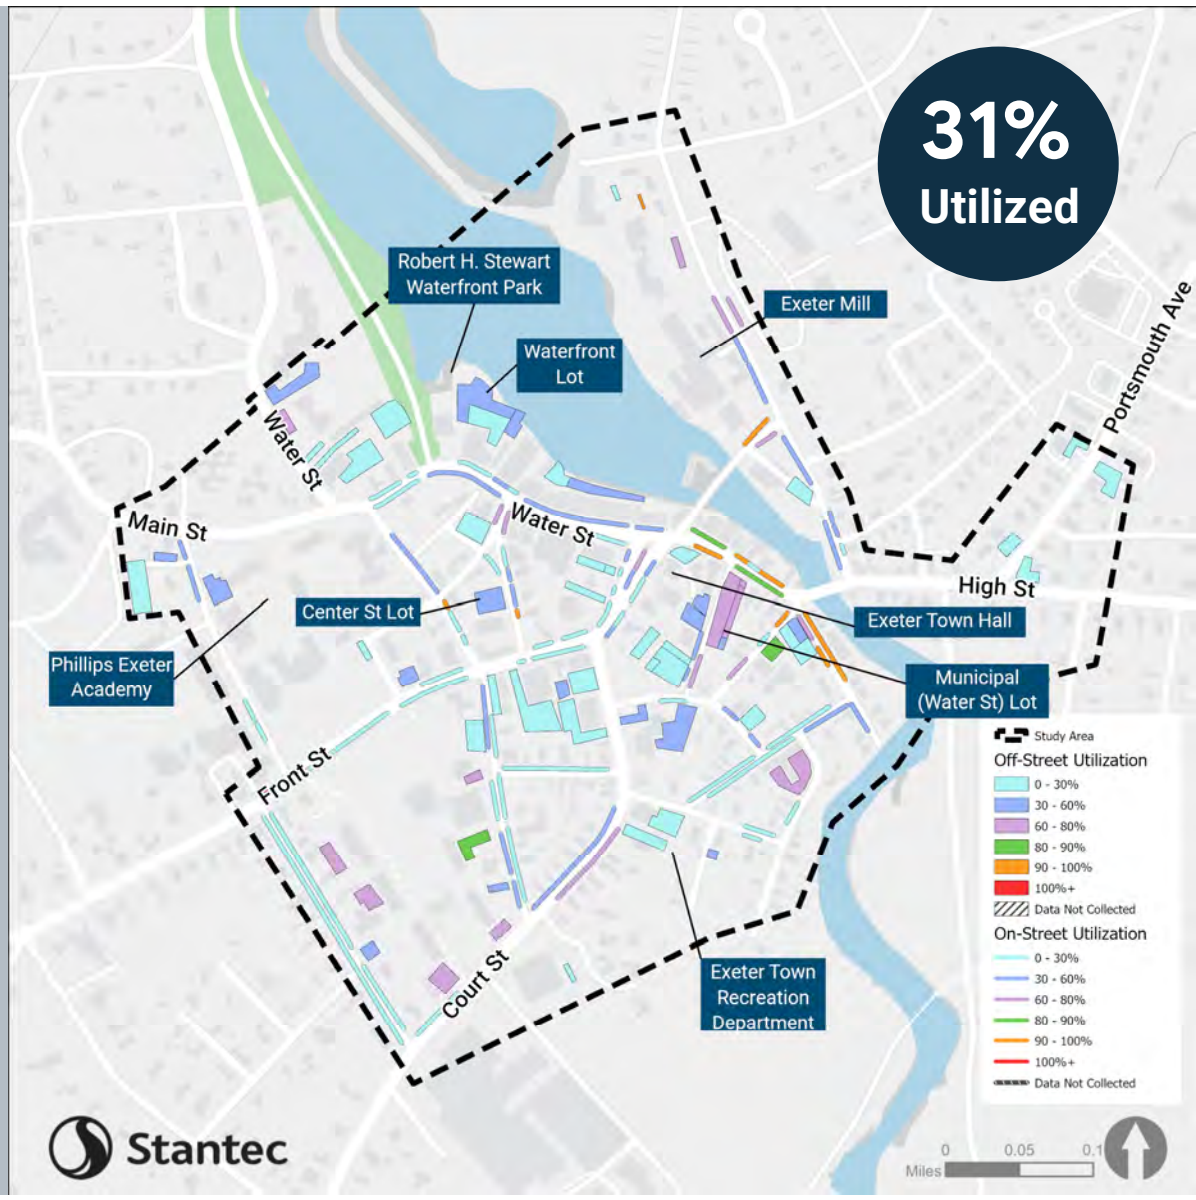 31%
Utilized
Robert H. Stewart
Waterfront Park
Exeter Mill
Waterfront
Lot
Portsmouth Ave
Water St
Main St
Water St
High St
Center St Lot
Exeter Town Hall
Phillips Exeter
Academy
Municipal
(Water St) Lot
Front St
Study Area
Off-Street Utilization
0 - 30%
30 - 60%
60 - 80%
80 - 90%
90 - 100%
100%+
Data Not Collected
On-Street Utilization
0 - 30%
30 - 60%
60 - 80%
80 - 90%
90 - 100%
100%+
Data Not Collected
Court St
Exeter Town
Recreation
Department
Stantec
0 0.05 0.1
Miles